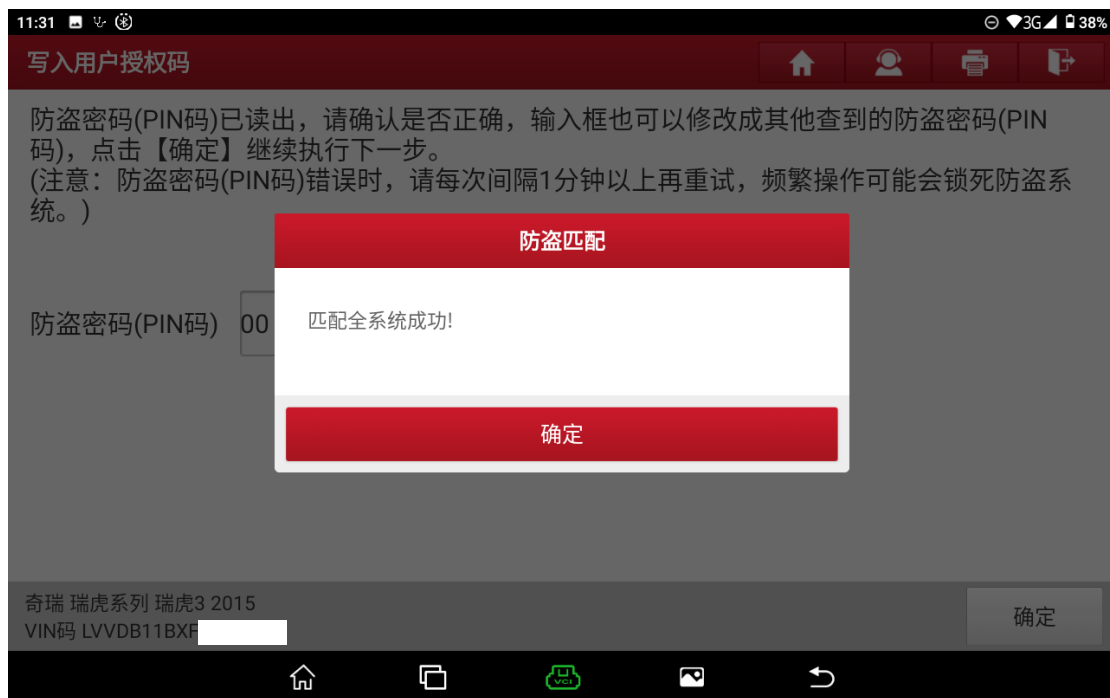 11:31
3G 38%
写入用户授权码
防盗密码(PIN码)已读出，请确认是否正确，输入框也可以修改成其他查到的防盗密码(PIN
码)，点击【确定】继续执行下一步。
(注意：防盗密码(PIN码)错误时，请每次间隔1分钟以上再重试，频繁操作可能会锁死防盗系
统。)
防盗匹配
防盗密码(PIN码) 00
匹配全系统成功!
确定
奇瑞 瑞虎系列 瑞虎3 2015
VIN码 LVVDB11BXF
确定
VCI